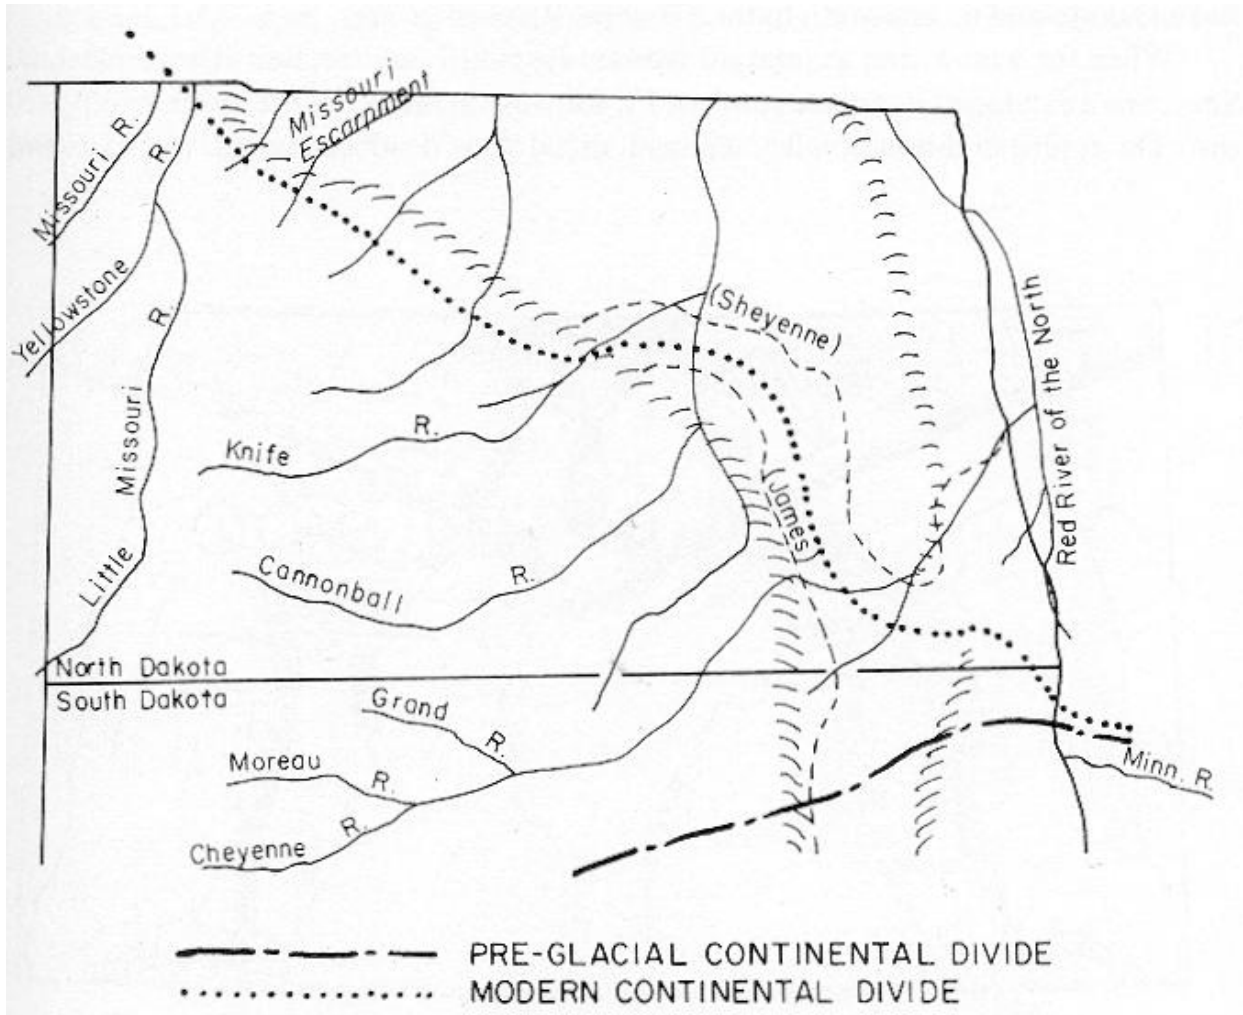 Missouri R.
Missouri
Escarpment
Yellowstone R.
Little Missouri R.
(Sheyenne)
Red River of the North
Knife R.
(James)
Cannonball R.
North Dakota
South Dakota
Grand R.
Moreau R.
Cheyenne R.
Minn. R.
PRE-GLACIAL CONTINENTAL DIVIDE
MODERN CONTINENTAL DIVIDE